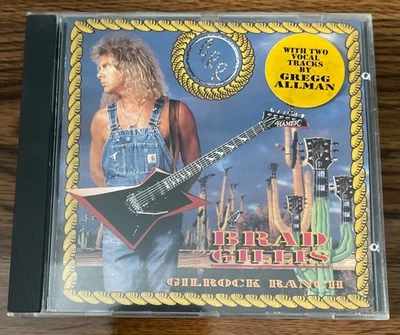 WITH TWO
VOCAL
TRACKS
BY
GREGG
ALLMAN
BRAD
GILLIS
GILROCK RANCH